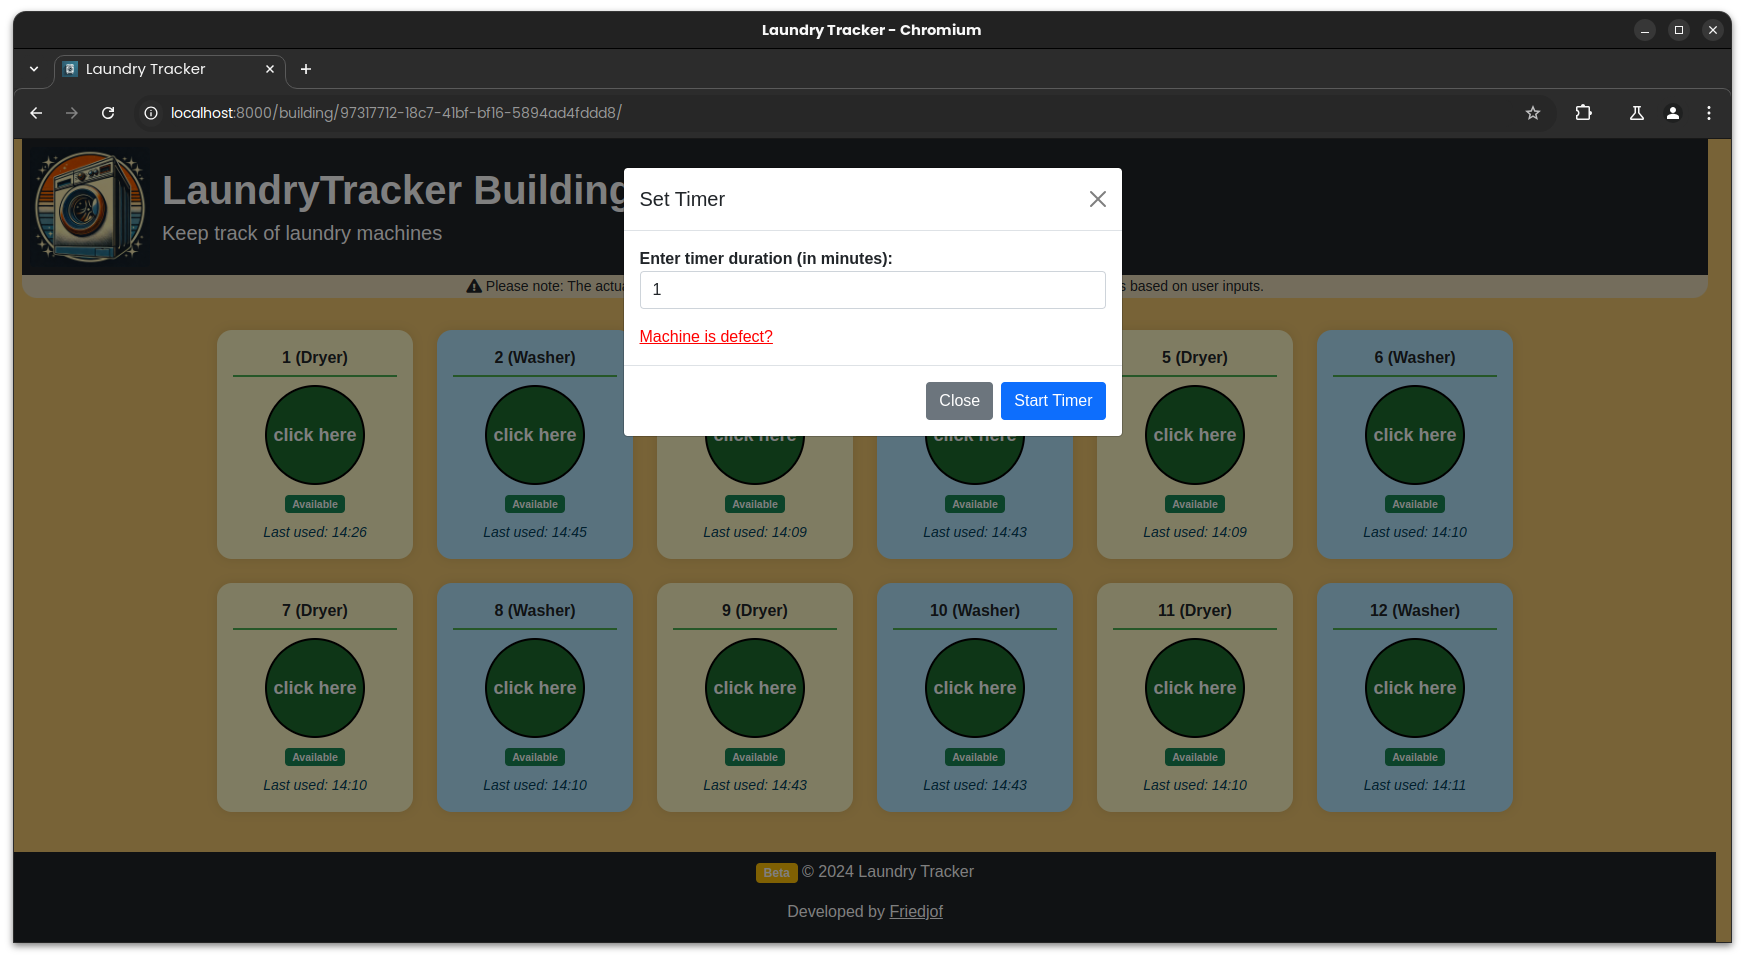 Laundry Tracker - Chromium
Laundry Tracker
localhost:8000/building/97317712-18c7-41bf-bf16-5894ad4fddd8/
LaundryTracker Building
Keep track of laundry machines
Set Timer
Enter timer duration (in minutes):
1
Machine is defect?
Close Start Timer
Please note: The actua
s based on user inputs.
1 (Dryer) 2 (Washer) 5 (Dryer) 6 (Washer)
click here click here click here click here click here click here
Available Available Available Available Available Available
Last used: 14:26 Last used: 14:45 Last used: 14:09 Last used: 14:43 Last used: 14:09 Last used: 14:10
7 (Dryer) 8 (Washer) 9 (Dryer) 10 (Washer) 11 (Dryer) 12 (Washer)
click here click here click here click here click here click here
Available Available Available Available Available Available
Last used: 14:10 Last used: 14:10 Last used: 14:43 Last used: 14:43 Last used: 14:10 Last used: 14:11
Beta © 2024 Laundry Tracker
Developed by Friedjof